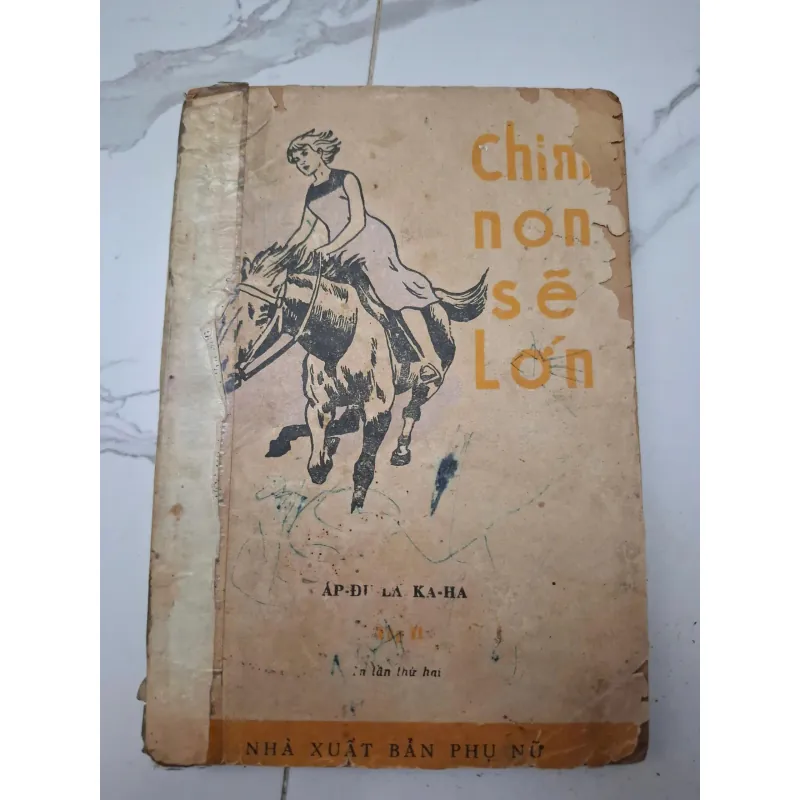 Chim
non
sẽ
Lớn
ÁP-ĐU-LA KA-HA
In lần thứ hai
NHÀ XUẤT BẢN PHỤ NỮ